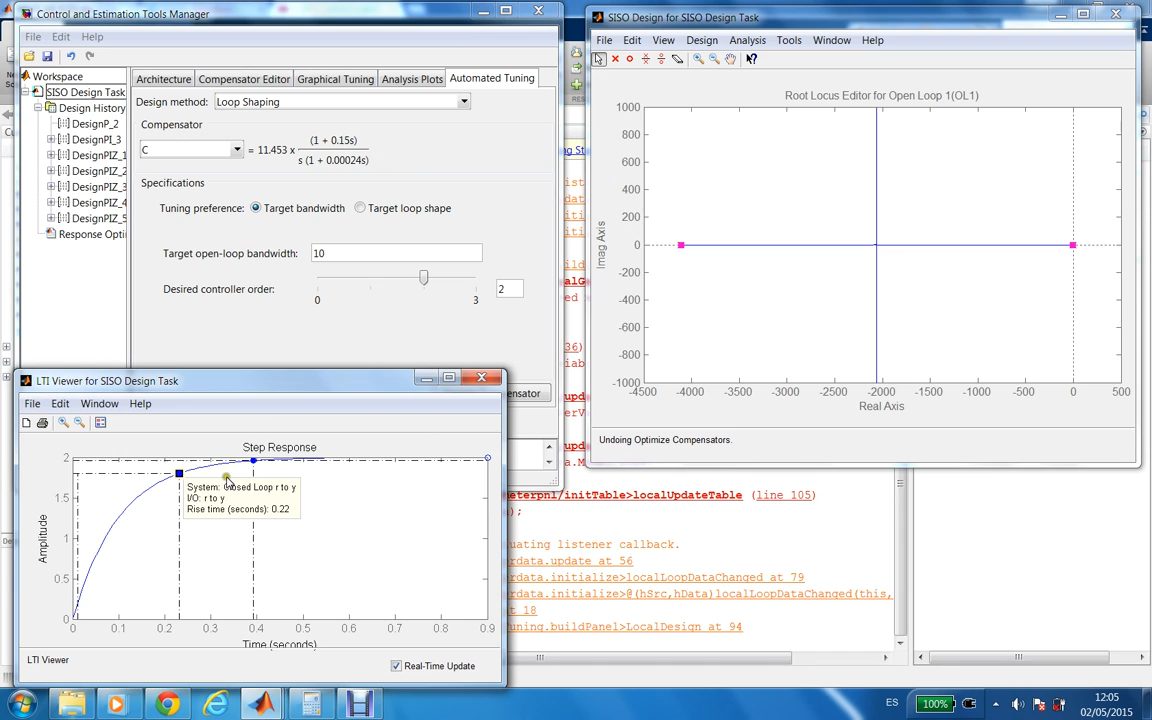 Control and Estimation Tools Manager
File Edit Help
Workspace
SISO Design Task
Design History
DesignP_2
DesignPI_3
DesignPIZ_1
DesignPIZ_2
DesignPIZ_3
DesignPIZ_4
DesignPIZ_5
Response Opti
Architecture Compensator Editor Graphical Tuning Analysis Plots Automated Tuning
Design method: Loop Shaping
Compensator
C = 11.453 x (1 + 0.15s)
s (1 + 0.00024s)
Specifications
Tuning preference: Target bandwidth Target loop shape
Target open-loop bandwidth: 10
Desired controller order: 2
0 3
ensator
SISO Design for SISO Design Task
File Edit View Design Analysis Tools Window Help
Root Locus Editor for Open Loop 1(OL1)
1000
800
600
400
200
0
-200
-400
-600
-800
-1000
Imag Axis
-4500 -4000 -3500 -3000 -2500 -2000 -1500 -1000 -500 0 500
Real Axis
Undoing Optimize Compensators.
LTI Viewer for SISO Design Task
File Edit Window Help
Step Response
2
1.5
1
0.5
0
Amplitude
System: Closed Loop r to y
I/O: r to y
Rise time (seconds): 0.22
0 0.1 0.2 0.3 0.4 0.5 0.6 0.7 0.8 0.9
Time (seconds)
LTI Viewer
Real-Time Update
meterpnl/initTable>localUpdateTable (line 105)
);
uating listener callback.
erdata.update at 56
erdata.initialize>localLoopDataChanged at 79
erdata.initialize>@(hSrc,hData)localLoopDataChanged(this,
at 18
Tuning.buildPanel>LocalDesign at 94
ES
100%
12:05
02/05/2015